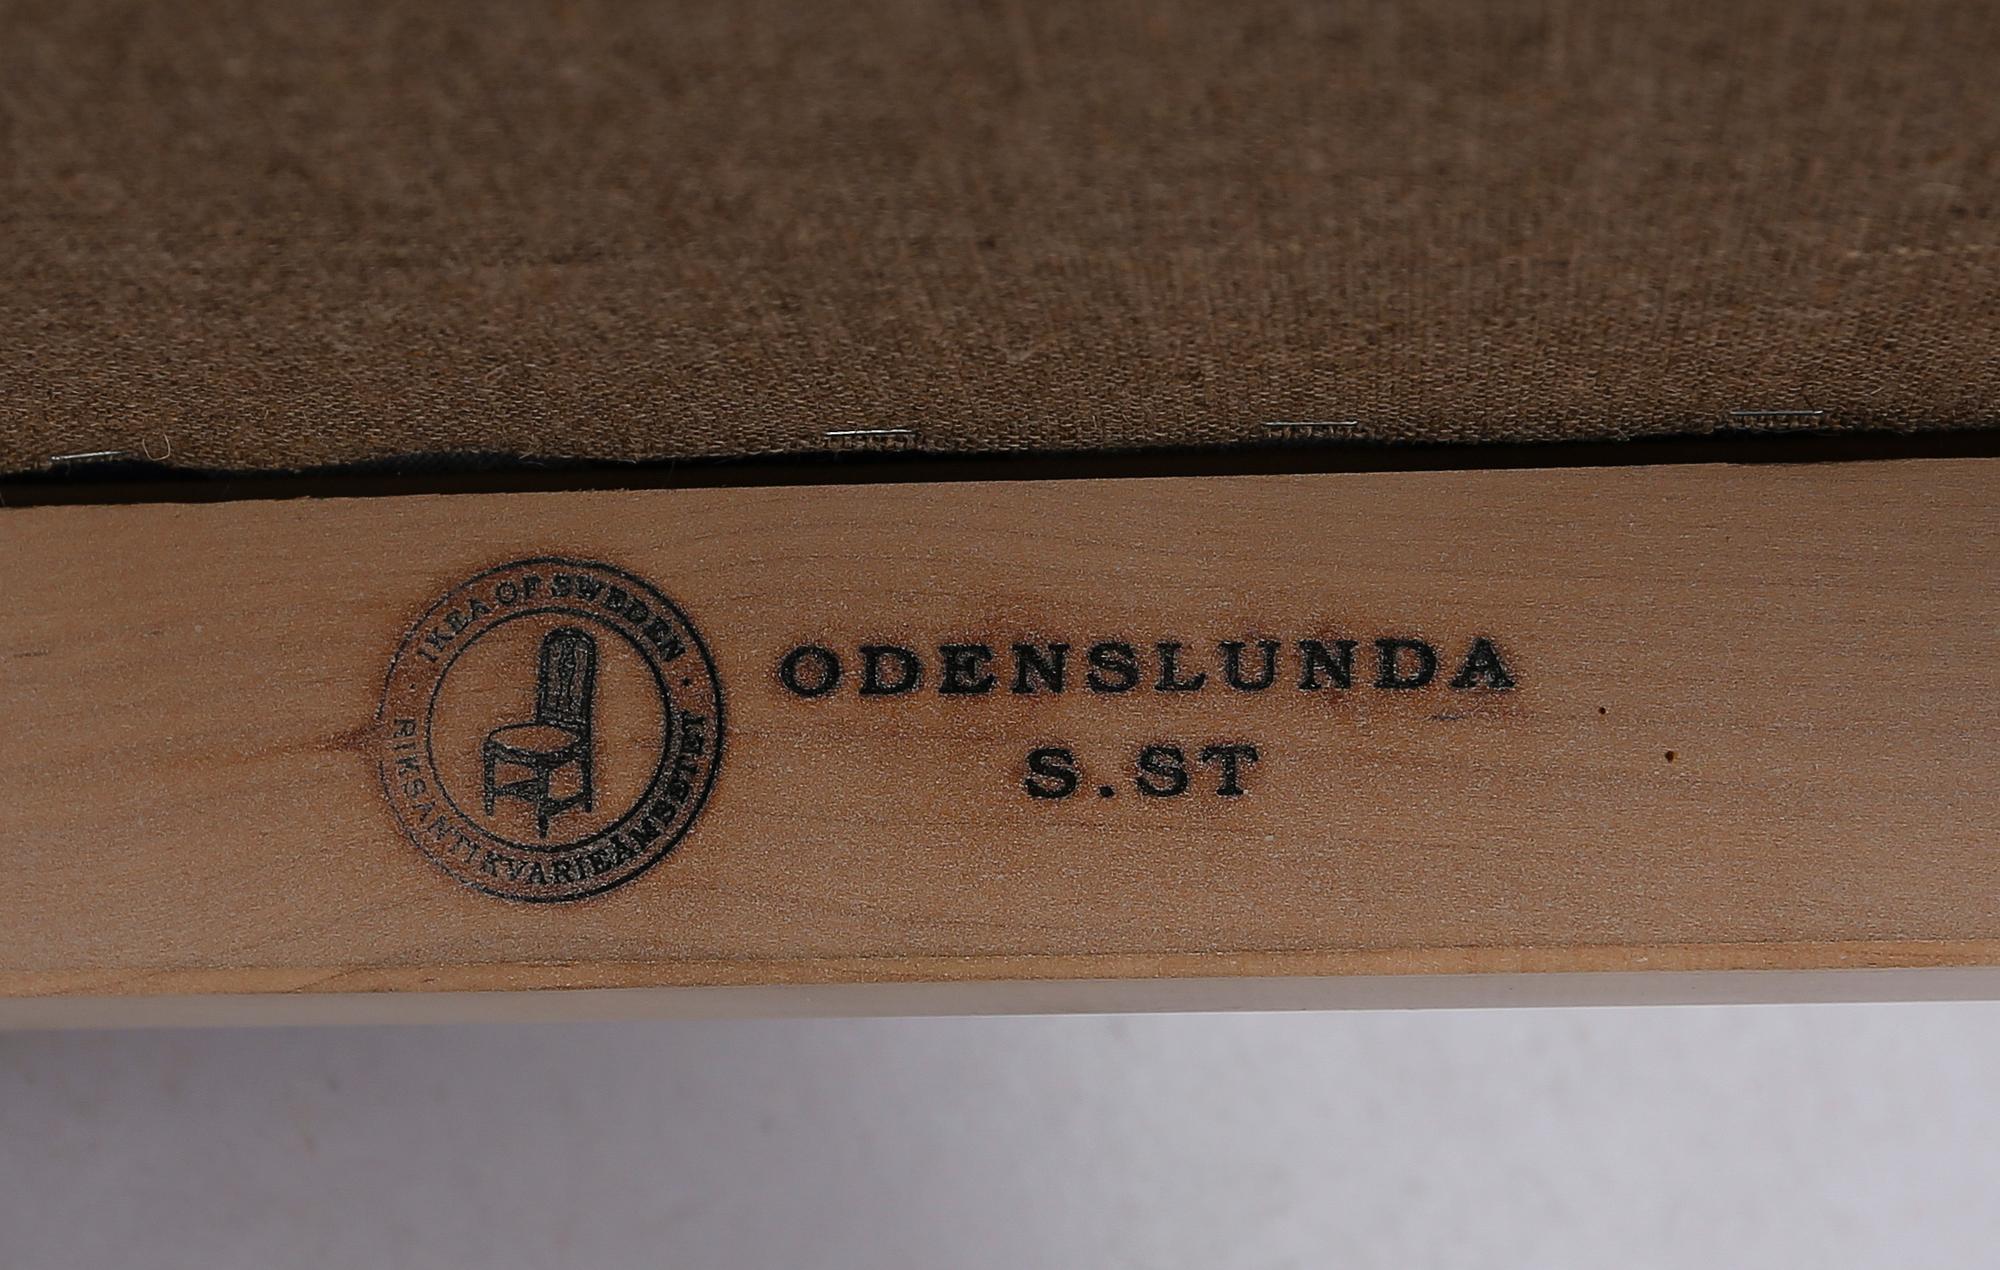 · IKEA OF SWEDEN ·
RIKSANTIKVARIEÄMBETET
ODENSLUNDA
S.ST